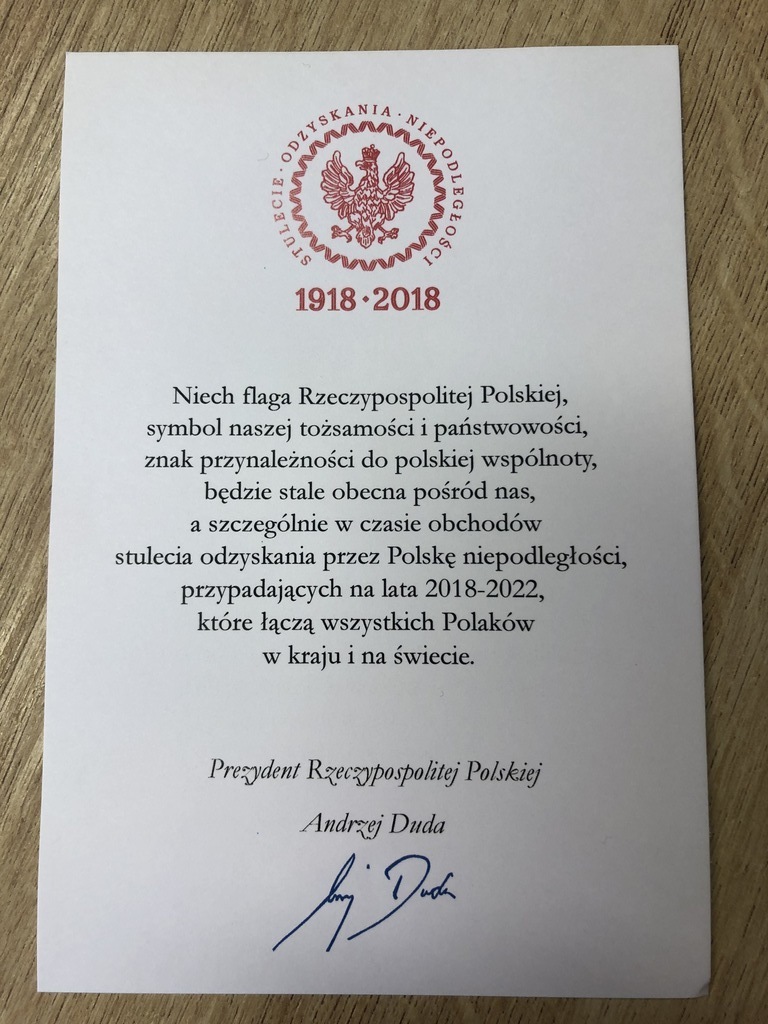 STULECIE · ODZYSKANIA · NIEPODLEGŁOŚCI
1918 · 2018
Niech flaga Rzeczypospolitej Polskiej,
symbol naszej tożsamości i państwowości,
znak przynależności do polskiej wspólnoty,
będzie stale obecna pośród nas,
a szczególnie w czasie obchodów
stulecia odzyskania przez Polskę niepodległości,
przypadających na lata 2018-2022,
które łączą wszystkich Polaków
w kraju i na świecie.
Prezydent Rzeczypospolitej Polskiej
Andrzej Duda
Duda